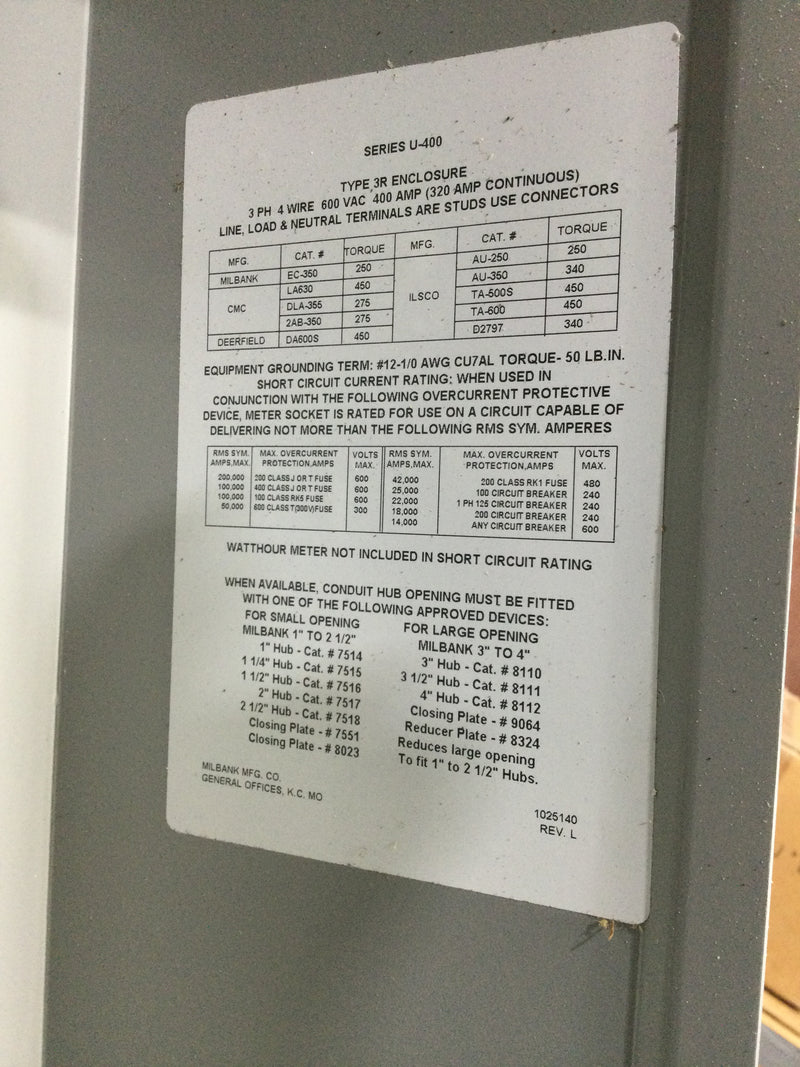 SERIES U-400
TYPE 3R ENCLOSURE
3 PH 4 WIRE 600 VAC 400 AMP (320 AMP CONTINUOUS)
LINE, LOAD & NEUTRAL TERMINALS ARE STUDS USE CONNECTORS
MFG. CAT. # TORQUE MFG. CAT. # TORQUE
MILBANK EC-350 250 ILSCO AU-250 250
CMC LA630 450 AU-350 340
DLA-355 275 TA-500S 450
2AB-350 275 TA-600 450
DEERFIELD DA600S 450 D2797 340
EQUIPMENT GROUNDING TERM: #12-1/0 AWG CU7AL TORQUE- 50 LB.IN.
SHORT CIRCUIT CURRENT RATING: WHEN USED IN
CONJUNCTION WITH THE FOLLOWING OVERCURRENT PROTECTIVE
DEVICE, METER SOCKET IS RATED FOR USE ON A CIRCUIT CAPABLE OF
DELIVERING NOT MORE THAN THE FOLLOWING RMS SYM. AMPERES
RMS SYM. MAX. OVERCURRENT VOLTS RMS SYM. MAX. OVERCURRENT VOLTS
AMPS,MAX. PROTECTION,AMPS MAX. AMPS,MAX. PROTECTION,AMPS MAX.
200,000 200 CLASS J OR T FUSE 600 42,000 200 CLASS RK1 FUSE 480
100,000 400 CLASS J OR T FUSE 600 25,000 100 CIRCUIT BREAKER 240
100,000 100 CLASS RK5 FUSE 600 22,000 1 PH 125 CIRCUIT BREAKER 240
50,000 600 CLASS T(300V)FUSE 300 18,000 200 CIRCUIT BREAKER 240
14,000 ANY CIRCUIT BREAKER 600
WATTHOUR METER NOT INCLUDED IN SHORT CIRCUIT RATING
WHEN AVAILABLE, CONDUIT HUB OPENING MUST BE FITTED
WITH ONE OF THE FOLLOWING APPROVED DEVICES:
FOR SMALL OPENING
MILBANK 1" TO 2 1/2"
1" Hub - Cat. # 7514
1 1/4" Hub - Cat. # 7515
1 1/2" Hub - Cat. # 7516
2" Hub - Cat. # 7517
2 1/2" Hub - Cat. # 7518
Closing Plate - # 7551
Closing Plate - # 8023
FOR LARGE OPENING
MILBANK 3" TO 4"
3" Hub - Cat. # 8110
3 1/2" Hub - Cat. # 8111
4" Hub - Cat. # 8112
Closing Plate - # 9064
Reducer Plate - # 8324
Reduces large opening
To fit 1" to 2 1/2" Hubs.
MILBANK MFG. CO.
GENERAL OFFICES, K.C. MO
1025140
REV. L